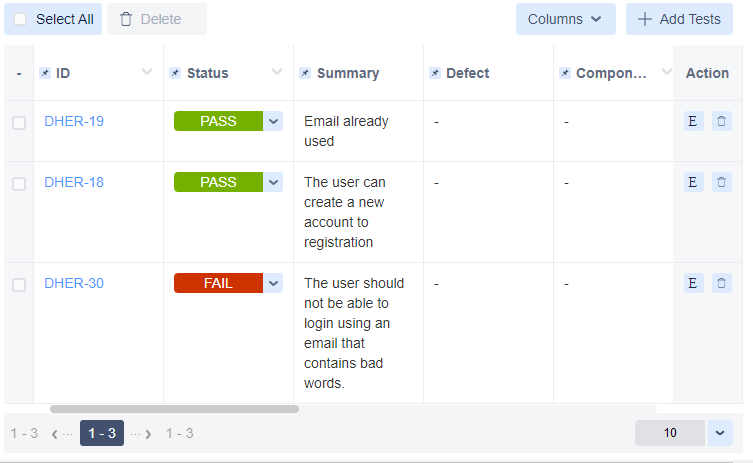 Select All Delete Columns + Add Tests
- ID Status Summary Defect Compon... Action
DHER-19 PASS Email already - - E
used
DHER-18 PASS The user can - - E
create a new
account to
registration
DHER-30 FAIL The user should - - E
not be able to
login using an
email that
contains bad
words.
1 - 3 ... 1 - 3 ... 1 - 3 10